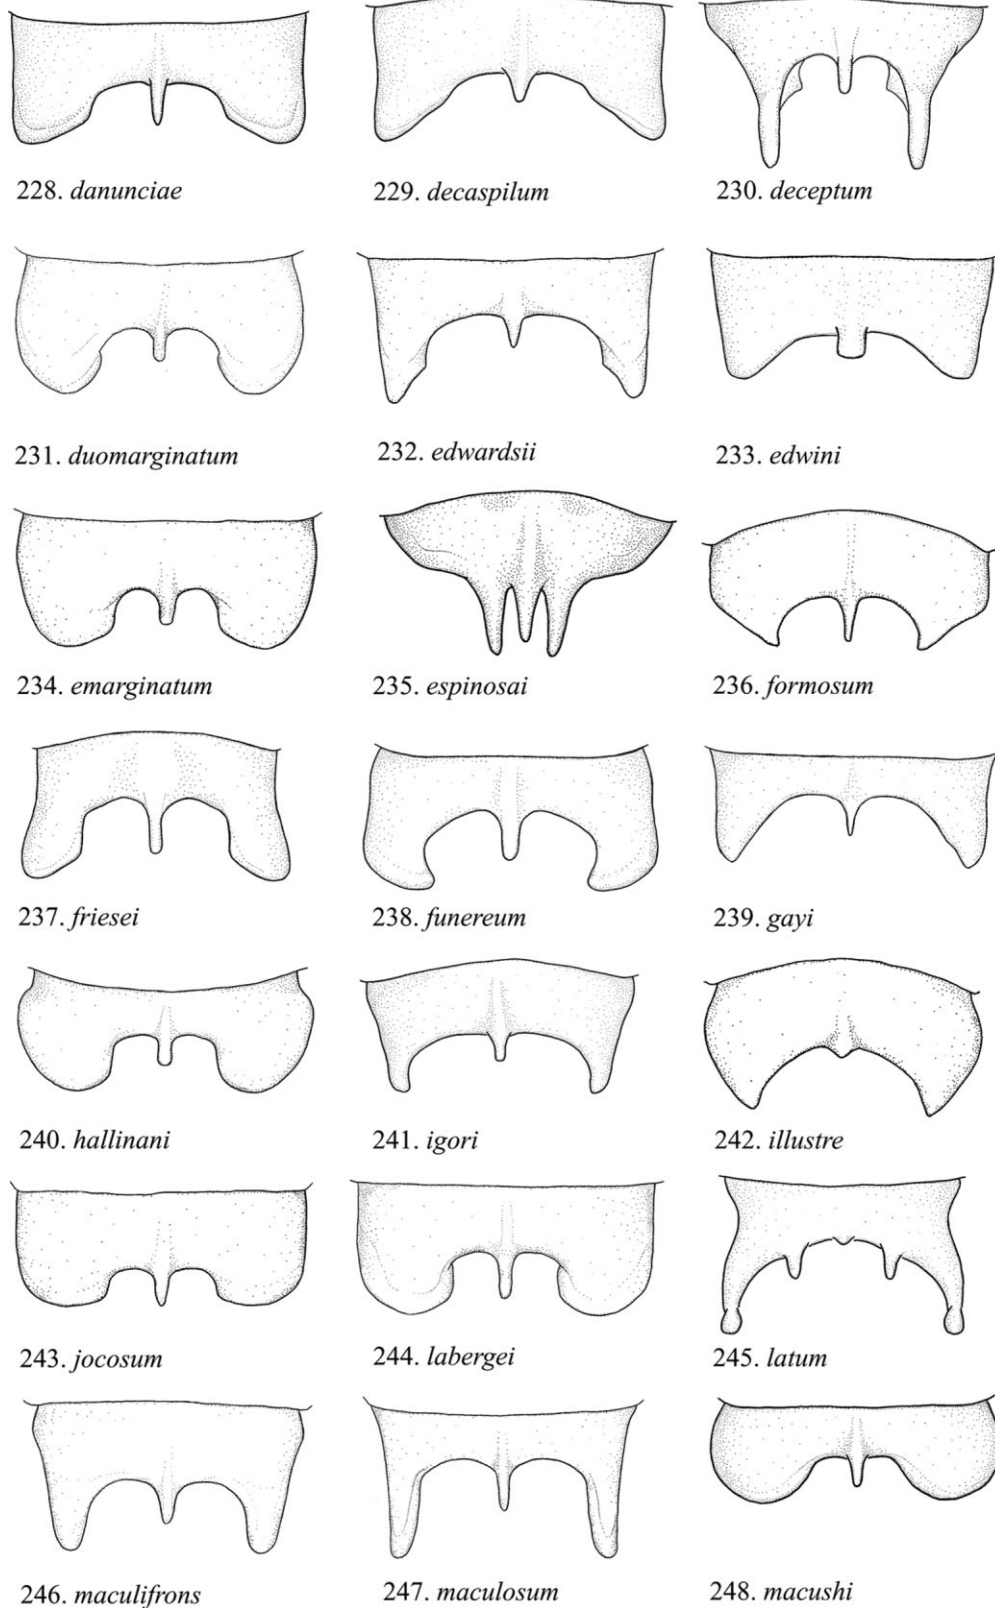 228. danunciae
229. decaspilum
230. deceptum
231. duomarginatum
232. edwardsii
233. edwini
234. emarginatum
235. espinosai
236. formosum
237. friesei
238. funereum
239. gayi
240. hallinani
241. igori
242. illustre
243. jocosum
244. labergei
245. latum
246. maculifrons
247. maculosum
248. macushi